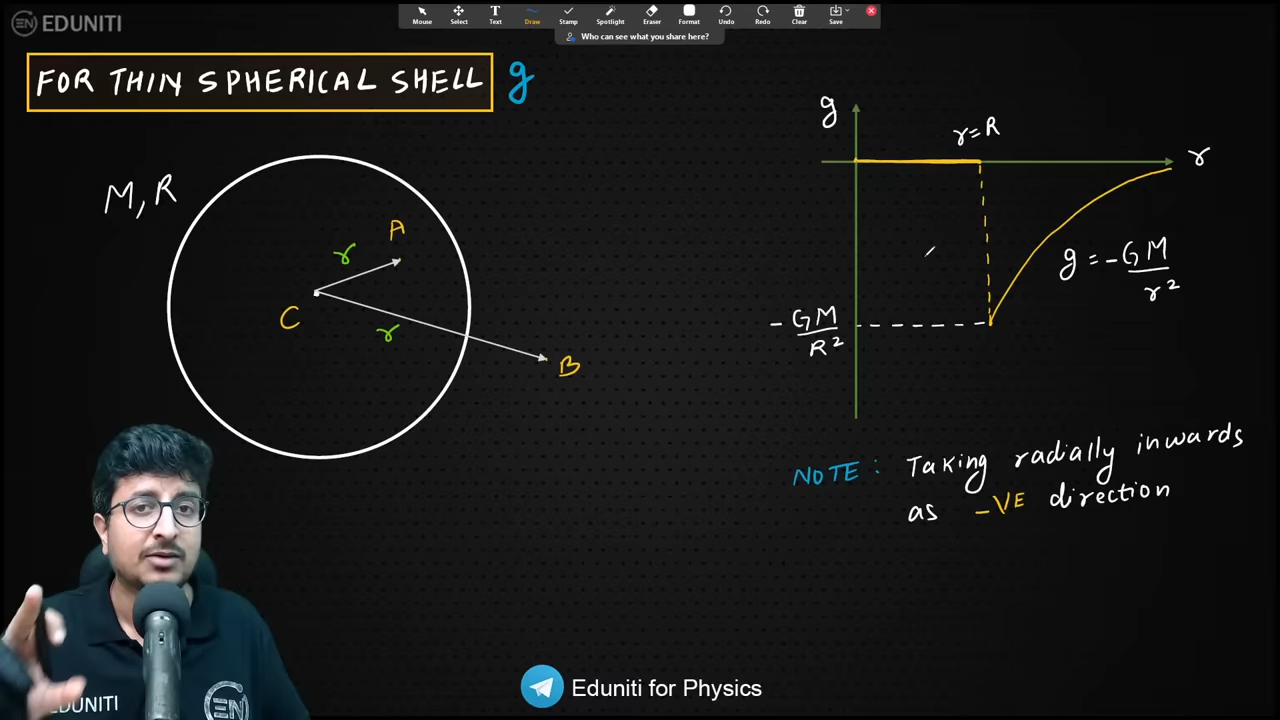 EDUNITI
Mouse Select Text Draw Stamp Spotlight Eraser Format Undo Redo Clear Save
Who can see what you share here?
FOR THIN SPHERICAL SHELL g
M, R
A
r
C
r
B
g
r = R
r
g = -GM/r²
-GM/R²
NOTE : Taking radially inwards
as -VE direction
EDUNITI
EN
Eduniti for Physics